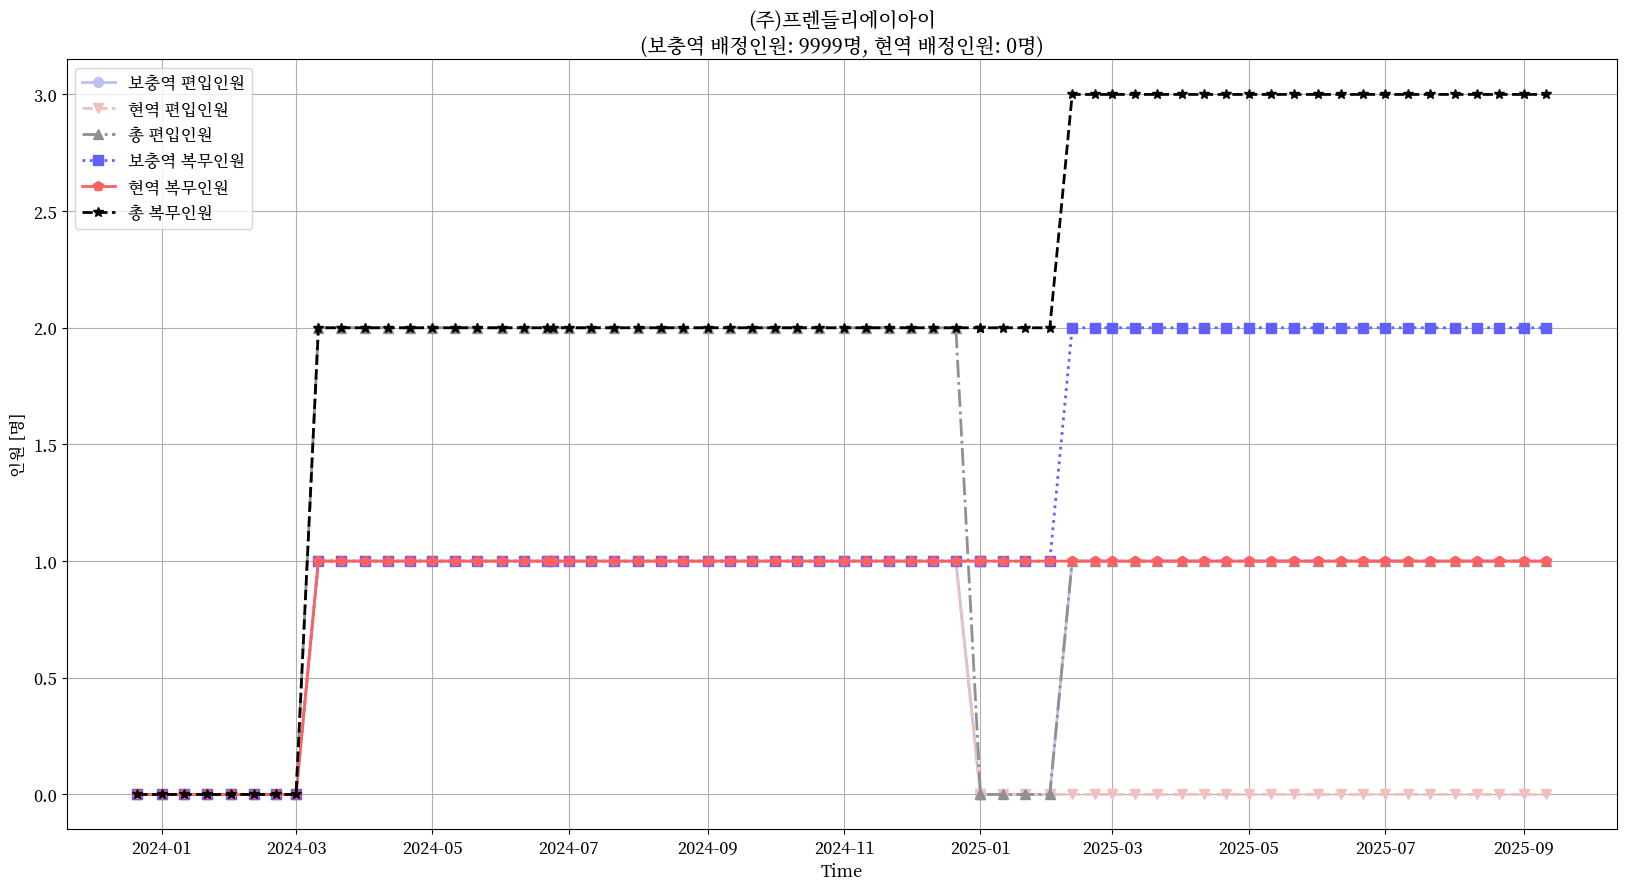 (주)프렌들리에이아이
(보충역 배정인원: 9999명, 현역 배정인원: 0명)
보충역 편입인원
현역 편입인원
총 편입인원
보충역 복무인원
현역 복무인원
총 복무인원
3.0
2.5
2.0
1.5
1.0
0.5
0.0
인원 [명]
2024-01 2024-03 2024-05 2024-07 2024-09 2024-11 2025-01 2025-03 2025-05 2025-07 2025-09
Time